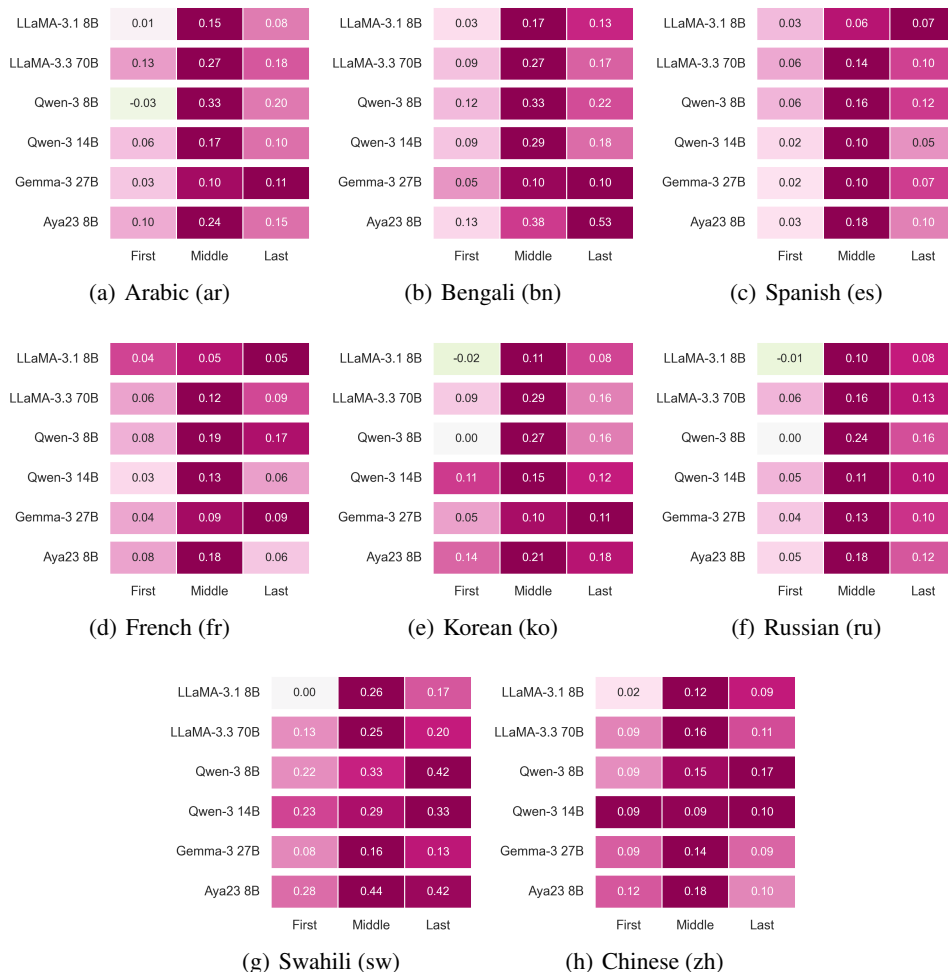 LLaMA-3.1 8B 0.01 0.15 0.08
LLaMA-3.3 70B 0.13 0.27 0.18
Qwen-3 8B -0.03 0.33 0.20
Qwen-3 14B 0.06 0.17 0.10
Gemma-3 27B 0.03 0.10 0.11
Aya23 8B 0.10 0.24 0.15
First Middle Last
(a) Arabic (ar)
LLaMA-3.1 8B 0.03 0.17 0.13
LLaMA-3.3 70B 0.09 0.27 0.17
Qwen-3 8B 0.12 0.33 0.22
Qwen-3 14B 0.09 0.29 0.18
Gemma-3 27B 0.05 0.10 0.10
Aya23 8B 0.13 0.38 0.53
First Middle Last
(b) Bengali (bn)
LLaMA-3.1 8B 0.03 0.06 0.07
LLaMA-3.3 70B 0.06 0.14 0.10
Qwen-3 8B 0.06 0.16 0.12
Qwen-3 14B 0.02 0.10 0.05
Gemma-3 27B 0.02 0.10 0.07
Aya23 8B 0.03 0.18 0.10
First Middle Last
(c) Spanish (es)
LLaMA-3.1 8B 0.04 0.05 0.05
LLaMA-3.3 70B 0.06 0.12 0.09
Qwen-3 8B 0.08 0.19 0.17
Qwen-3 14B 0.03 0.13 0.06
Gemma-3 27B 0.04 0.09 0.09
Aya23 8B 0.08 0.18 0.06
First Middle Last
(d) French (fr)
LLaMA-3.1 8B -0.02 0.11 0.08
LLaMA-3.3 70B 0.09 0.29 0.16
Qwen-3 8B 0.00 0.27 0.16
Qwen-3 14B 0.11 0.15 0.12
Gemma-3 27B 0.05 0.10 0.11
Aya23 8B 0.14 0.21 0.18
First Middle Last
(e) Korean (ko)
LLaMA-3.1 8B -0.01 0.10 0.08
LLaMA-3.3 70B 0.06 0.16 0.13
Qwen-3 8B 0.00 0.24 0.16
Qwen-3 14B 0.05 0.11 0.10
Gemma-3 27B 0.04 0.13 0.10
Aya23 8B 0.05 0.18 0.12
First Middle Last
(f) Russian (ru)
LLaMA-3.1 8B 0.00 0.26 0.17
LLaMA-3.3 70B 0.13 0.25 0.20
Qwen-3 8B 0.22 0.33 0.42
Qwen-3 14B 0.23 0.29 0.33
Gemma-3 27B 0.08 0.16 0.13
Aya23 8B 0.28 0.44 0.42
First Middle Last
(g) Swahili (sw)
LLaMA-3.1 8B 0.02 0.12 0.09
LLaMA-3.3 70B 0.09 0.16 0.11
Qwen-3 8B 0.09 0.15 0.17
Qwen-3 14B 0.09 0.09 0.10
Gemma-3 27B 0.09 0.14 0.09
Aya23 8B 0.12 0.18 0.10
First Middle Last
(h) Chinese (zh)